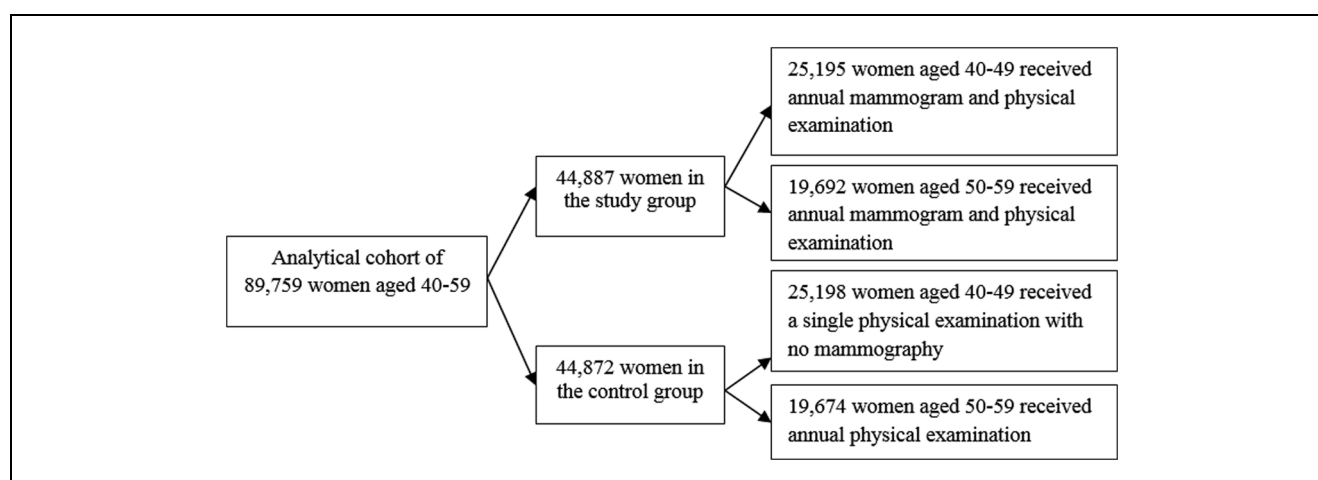 Analytical cohort of
89,759 women aged 40-59
44,887 women in
the study group
25,195 women aged 40-49 received
annual mammogram and physical
examination
19,692 women aged 50-59 received
annual mammogram and physical
examination
44,872 women in
the control group
25,198 women aged 40-49 received
a single physical examination with
no mammography
19,674 women aged 50-59 received
annual physical examination